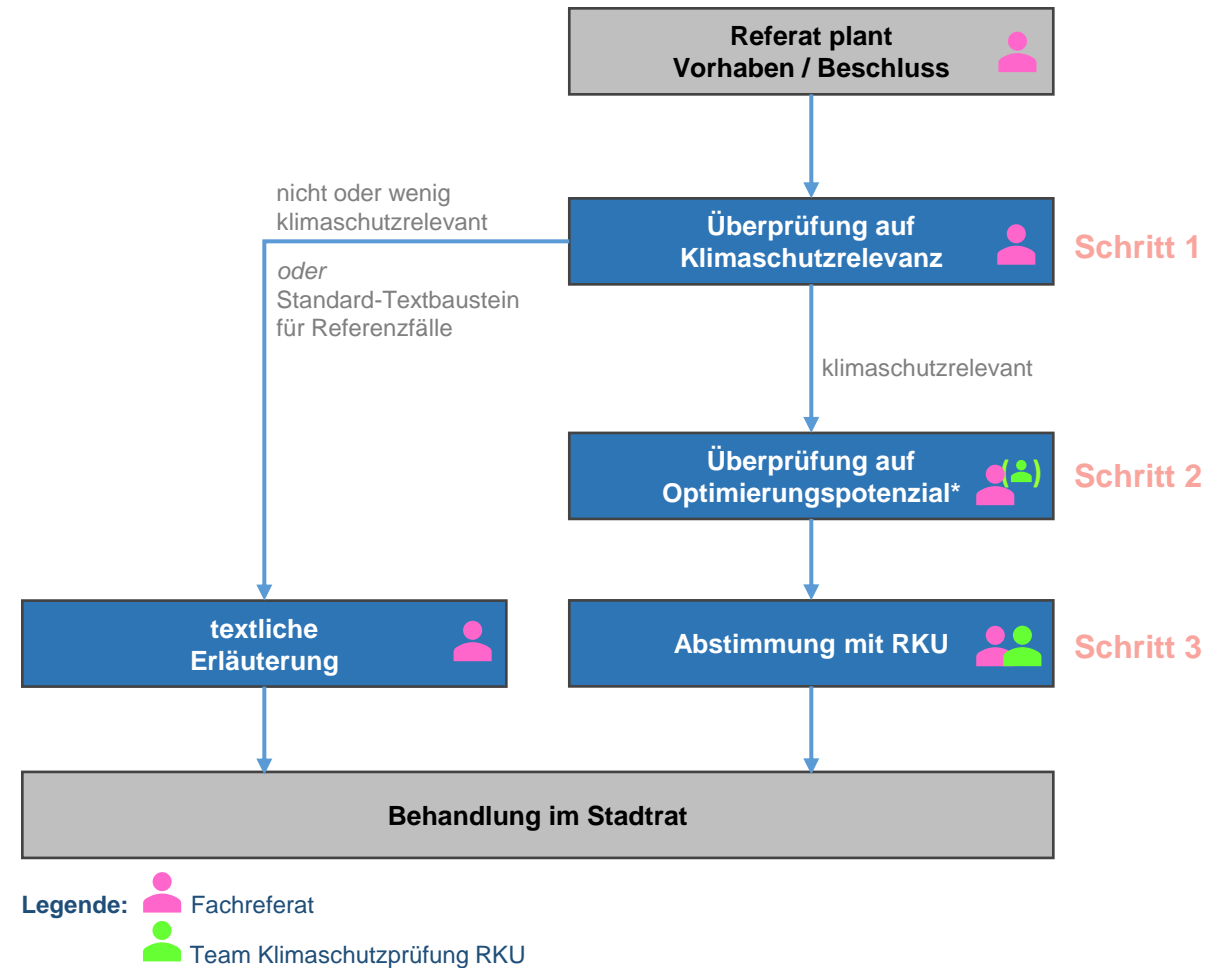 Referat plant
Vorhaben / Beschluss
nicht oder wenig
klimaschutzrelevant
oder
Standard-Textbaustein
für Referenzfälle
Überprüfung auf
Klimaschutzrelevanz
Schritt 1
klimaschutzrelevant
Überprüfung auf
Optimierungspotenzial*
( )
Schritt 2
textliche
Erläuterung
Abstimmung mit RKU
Schritt 3
Behandlung im Stadtrat
Legende: Fachreferat
Team Klimaschutzprüfung RKU